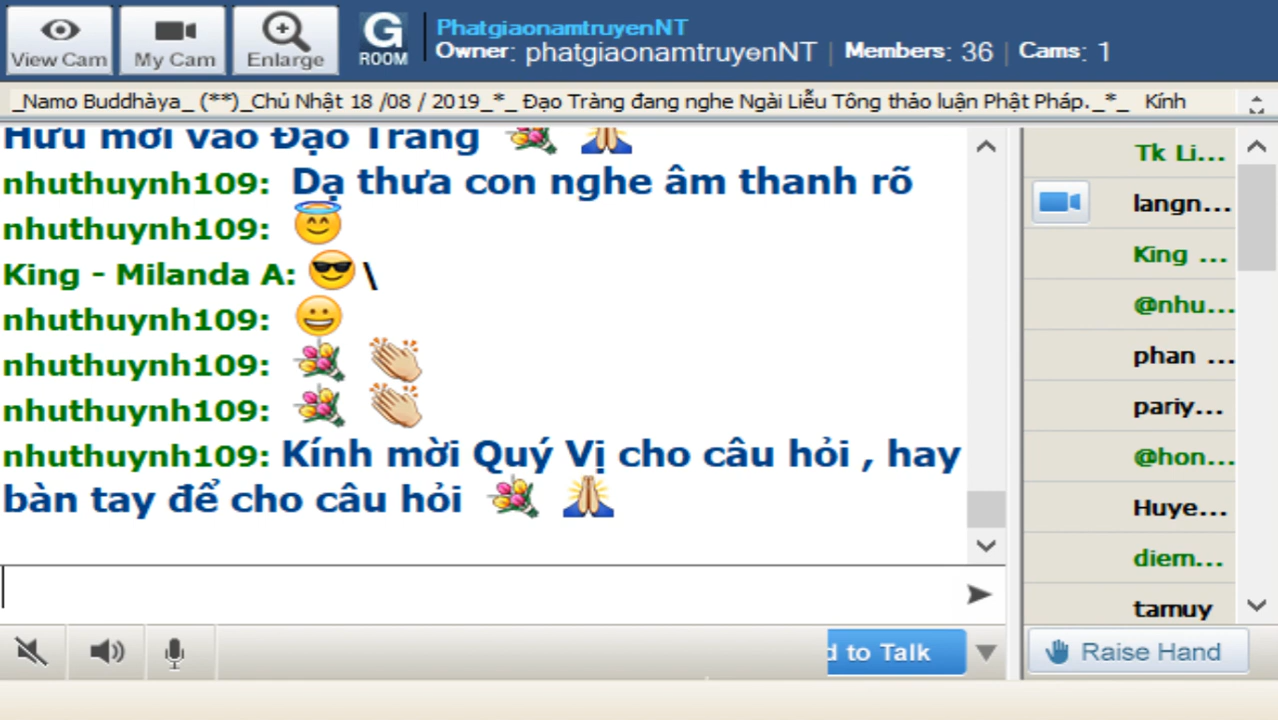 View Cam
My Cam
Enlarge
G
ROOM
PhatgiaonamtruyenNT
Owner: phatgiaonamtruyenNT | Members: 36 | Cams: 1
_Namo Buddhàya_ (**)_Chủ Nhật 18 /08 / 2019_*_ Đạo Tràng đang nghe Ngài Liễu Tông thảo luận Phật Pháp._*_ Kính
Hữu mới vào Đạo Tràng
nhuthuynh109: Dạ thưa con nghe âm thanh rõ
nhuthuynh109:
King - Milanda A: 😎\
nhuthuynh109:
nhuthuynh109:
nhuthuynh109:
nhuthuynh109: Kính mời Quý Vị cho câu hỏi , hay
bàn tay để cho câu hỏi
Tk Li...
langn...
King ...
@nhu...
phan ...
pariy...
@hon...
Huye...
diem...
tamuy
d to Talk
Raise Hand